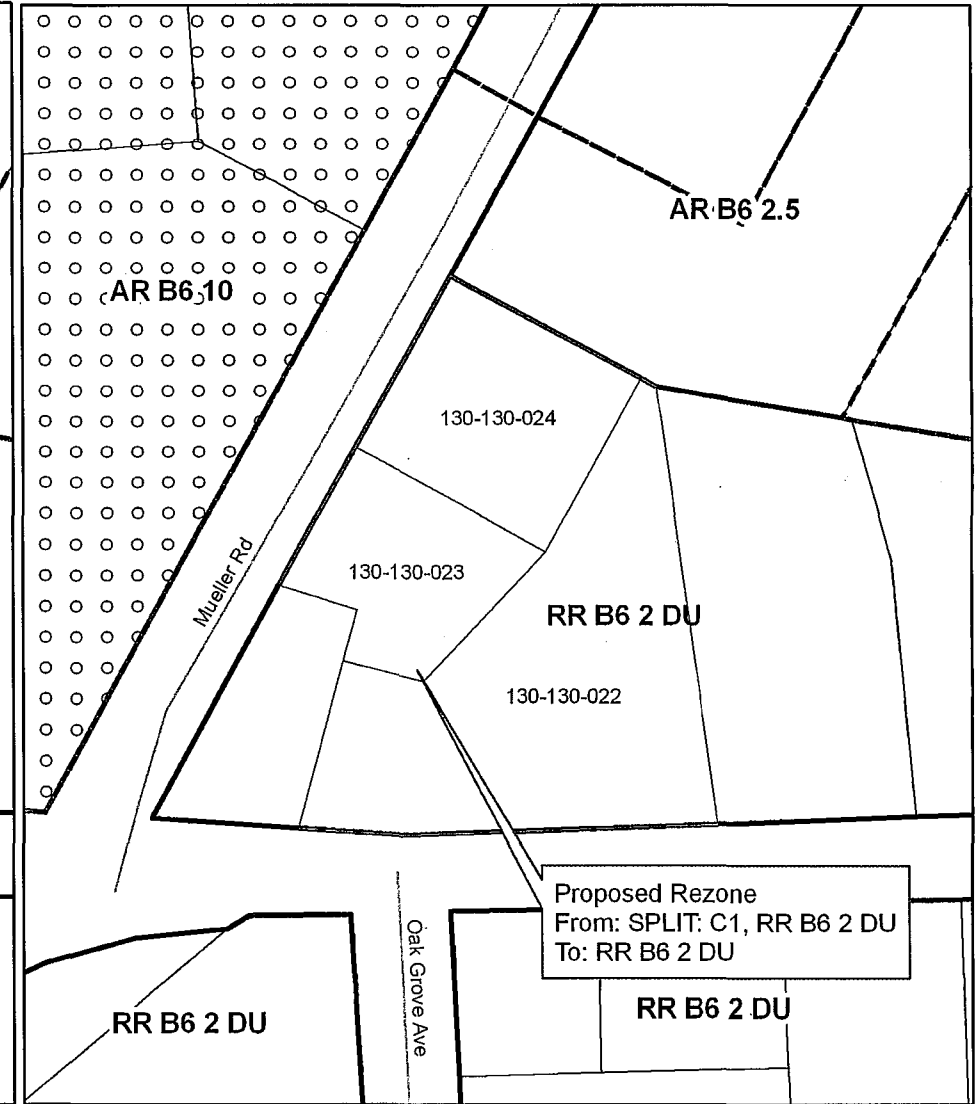 AR B6 2.5
AR B6 10
130-130-024
Mueller Rd
130-130-023
RR B6 2 DU
130-130-022
Proposed Rezone
From: SPLIT: C1, RR B6 2 DU
To: RR B6 2 DU
Oak Grove Ave
RR B6 2 DU
RR B6 2 DU